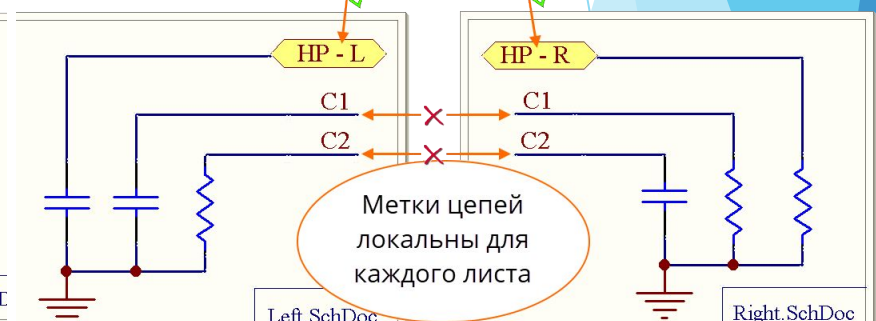 HP - L
HP - R
C1
C1
C2
C2
Метки цепей
локальны для
каждого листа
Left.SchDoc
Right.SchDoc